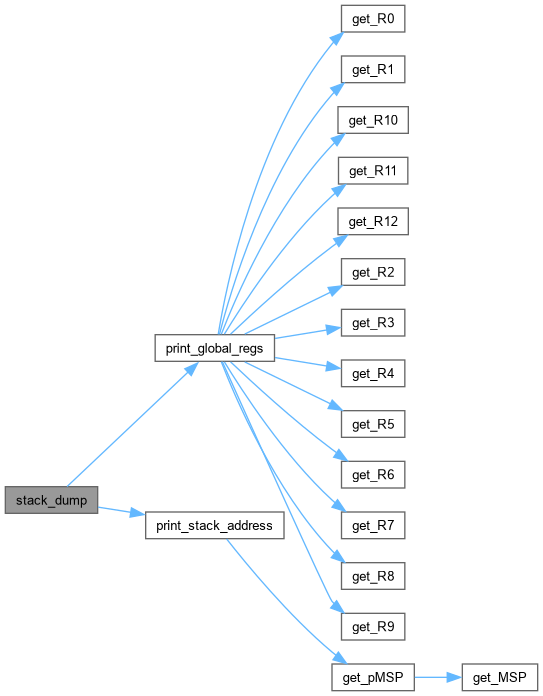 get_R0
get_R1
get_R10
get_R11
get_R12
get_R2
print_global_regs
get_R3
get_R4
get_R5
get_R6
stack_dump
print_stack_address
get_R7
get_R8
get_R9
get_pMSP
get_MSP